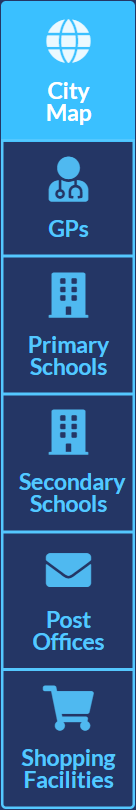 City
Map
GPs
Primary
Schools
Secondary
Schools
Post
Offices
Shopping
Facilities